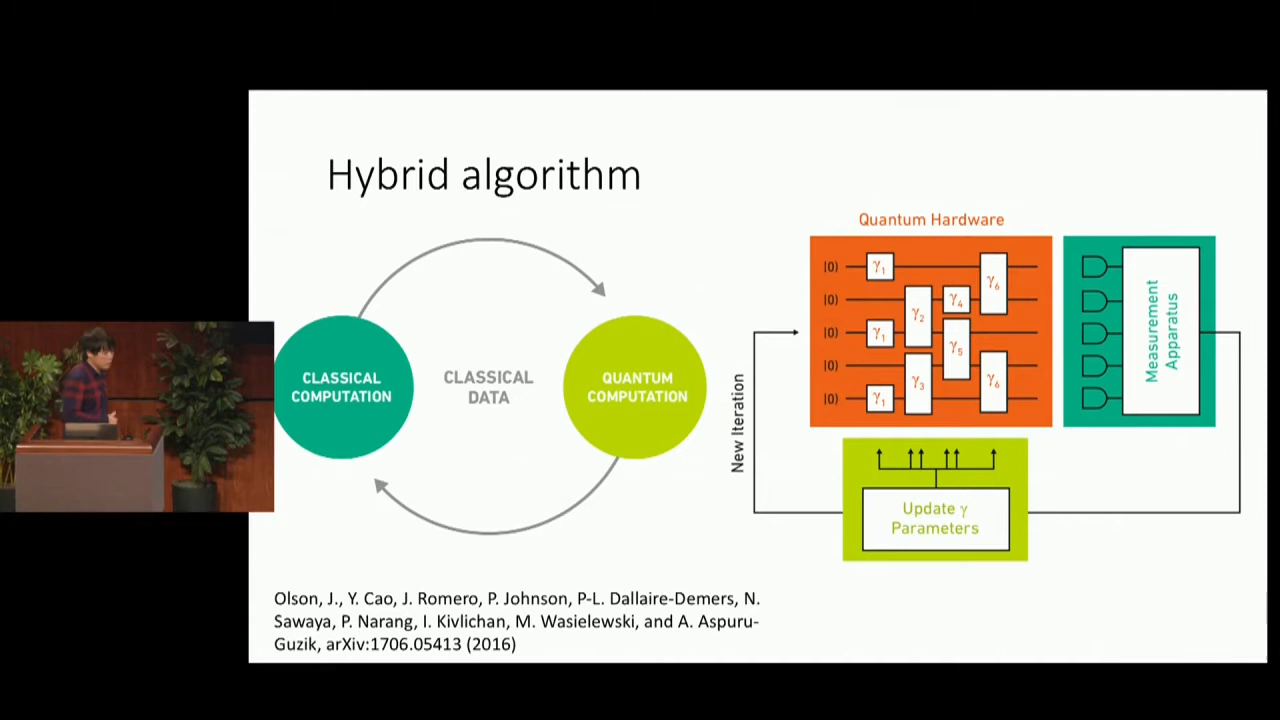 Hybrid algorithm
CLASSICAL
COMPUTATION
CLASSICAL
DATA
QUANTUM
COMPUTATION
Quantum Hardware
|0⟩
|0⟩
|0⟩
|0⟩
|0⟩
γ₁
γ₁
γ₁
γ₂
γ₃
γ₄
γ₅
γ₆
γ₆
Measurement
Apparatus
New Iteration
Update γ
Parameters
Olson, J., Y. Cao, J. Romero, P. Johnson, P-L. Dallaire-Demers, N.
Sawaya, P. Narang, I. Kivlichan, M. Wasielewski, and A. Aspuru-
Guzik, arXiv:1706.05413 (2016)